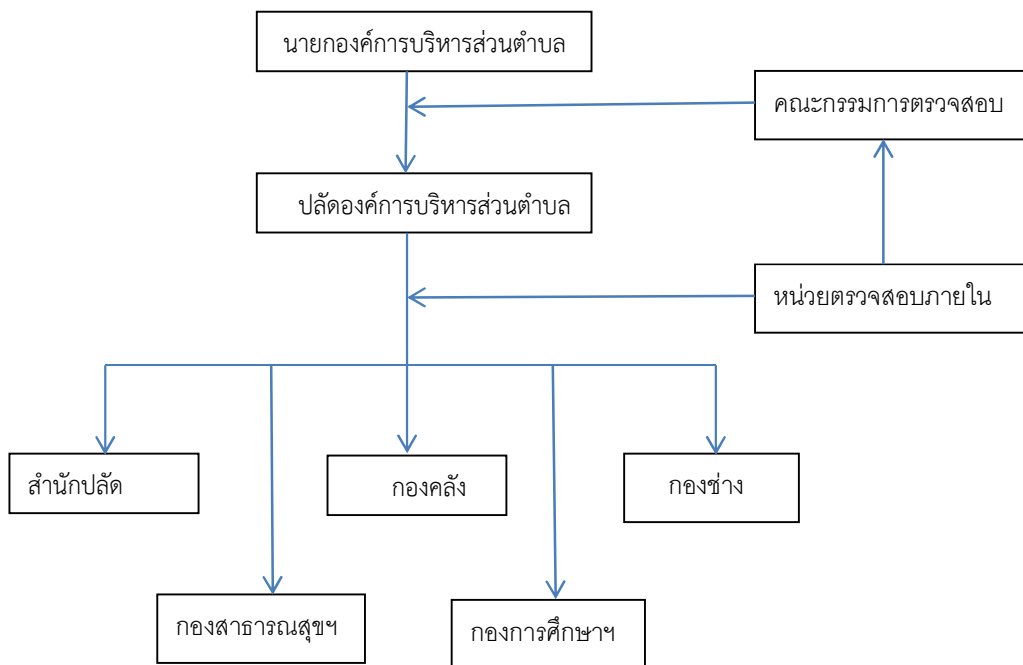 นายกองค์การบริหารส่วนตำบล
คณะกรรมการตรวจสอบ
ปลัดองค์การบริหารส่วนตำบล
หน่วยตรวจสอบภายใน
สำนักปลัด
กองคลัง
กองช่าง
กองสาธารณสุขฯ
กองการศึกษาฯ